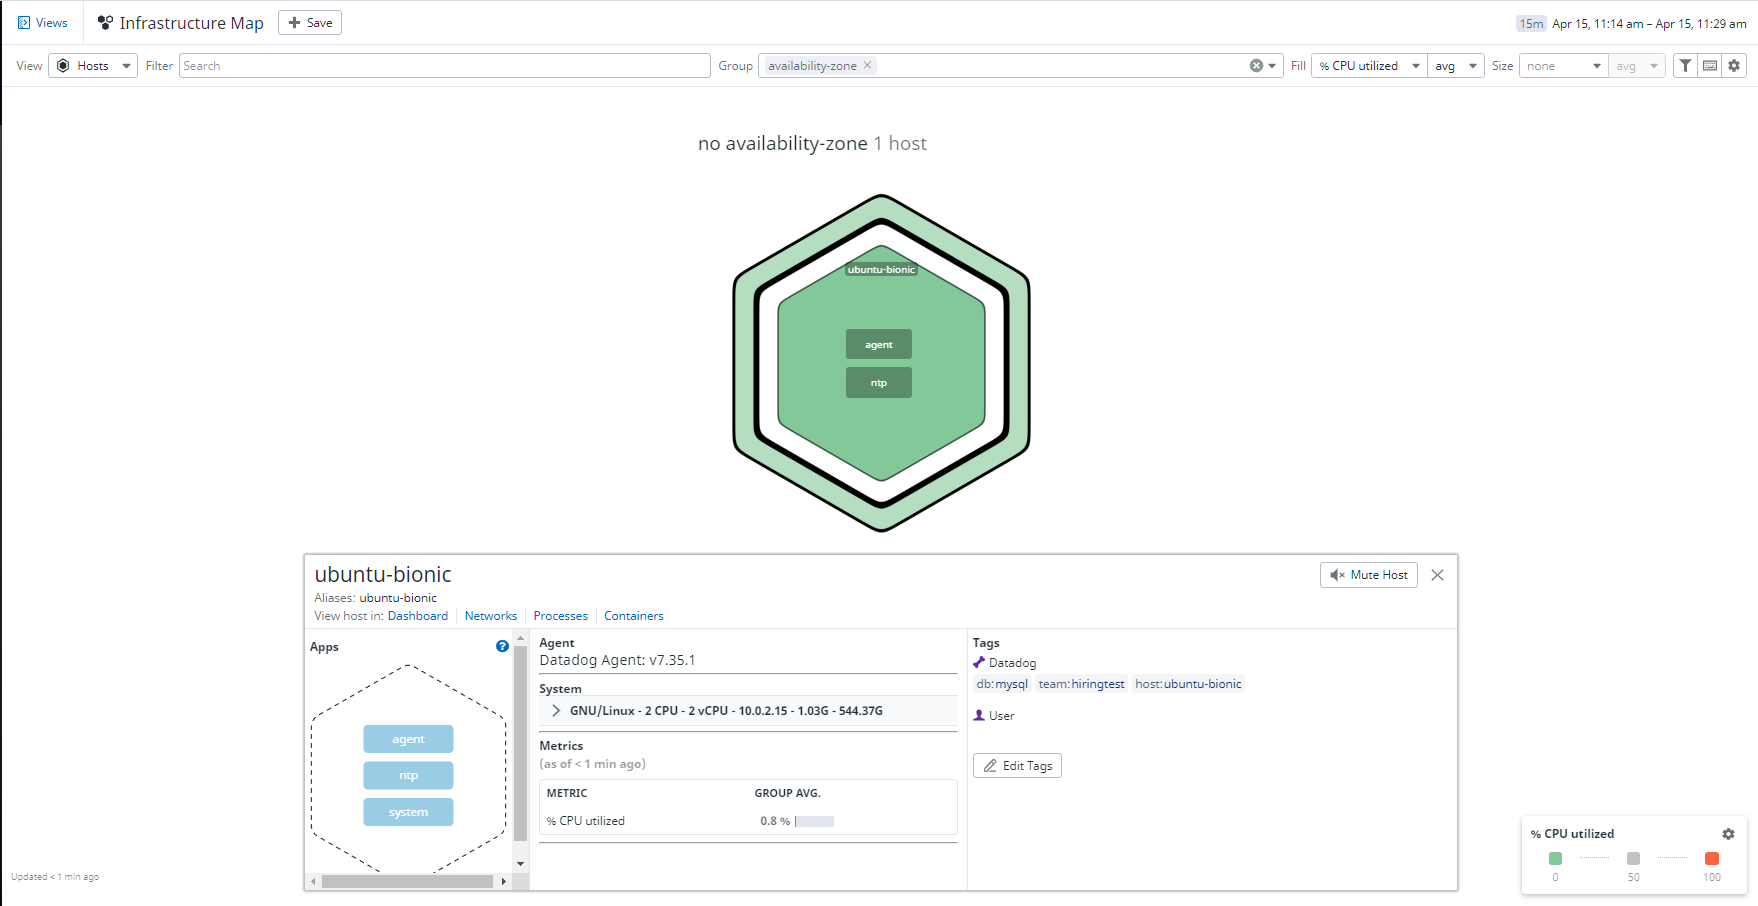 Views Infrastructure Map + Save 15m Apr 15, 11:14 am – Apr 15, 11:29 am
View Hosts Filter Search Group availability-zone × Fill % CPU utilized avg Size none avg
no availability-zone 1 host
ubuntu-bionic
agent
ntp
ubuntu-bionic Mute Host
Aliases: ubuntu-bionic
View host in: Dashboard Networks Processes Containers
Apps ?
agent
ntp
system
Agent
Datadog Agent: v7.35.1
System
GNU/Linux - 2 CPU - 2 vCPU - 10.0.2.15 - 1.03G - 544.37G
Metrics
(as of < 1 min ago)
METRIC GROUP AVG.
% CPU utilized 0.8 %
Tags
Datadog
db:mysql team:hiringtest host:ubuntu-bionic
User
Edit Tags
% CPU utilized
0 50 100
Updated < 1 min ago